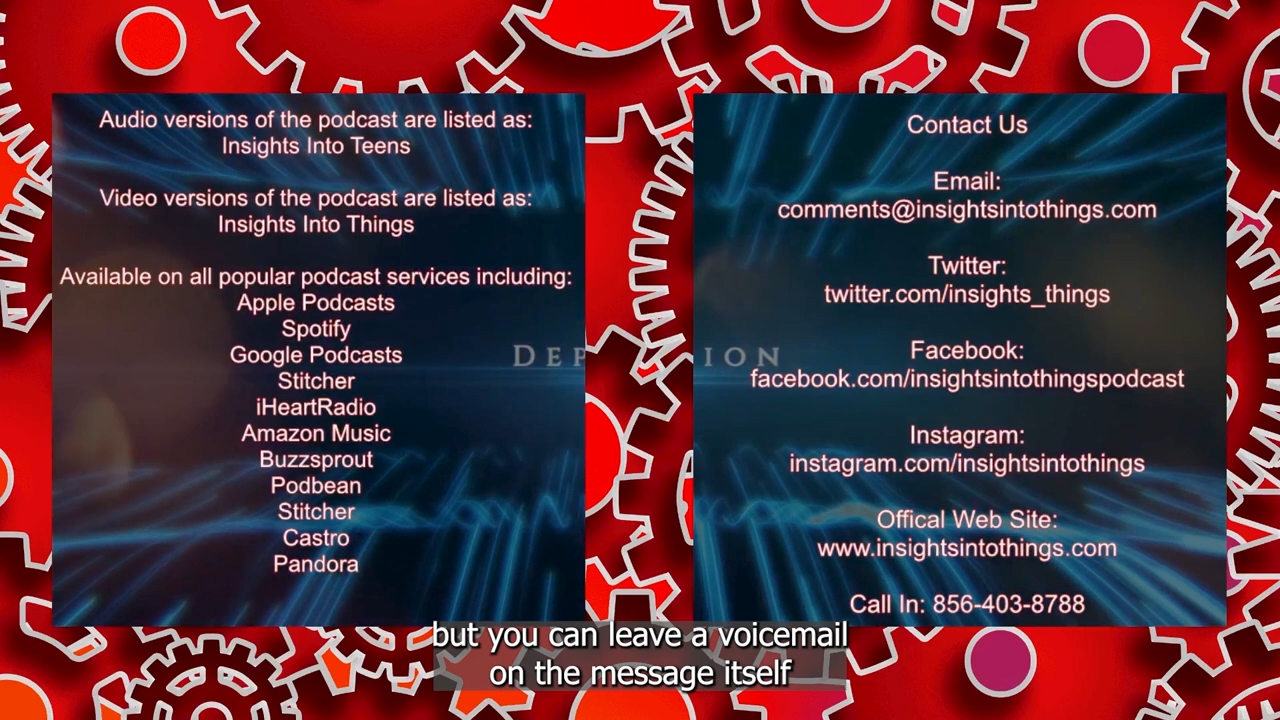 Audio versions of the podcast are listed as:
Insights Into Teens
Video versions of the podcast are listed as:
Insights Into Things
Available on all popular podcast services including:
Apple Podcasts
Spotify
Google Podcasts
Stitcher
iHeartRadio
Amazon Music
Buzzsprout
Podbean
Stitcher
Castro
Pandora
Contact Us
Email:
comments@insightsintothings.com
Twitter:
twitter.com/insights_things
Facebook:
facebook.com/insightsintothingspodcast
Instagram:
instagram.com/insightsintothings
Offical Web Site:
www.insightsintothings.com
Call In: 856-403-8788
but you can leave a voicemail
on the message itself